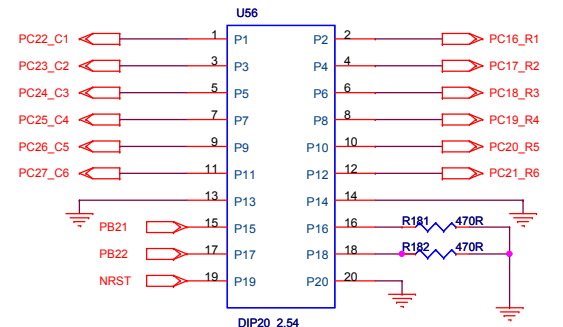 U56
PC22_C1 1 P1 P2 2 PC16_R1
PC23_C2 3 P3 P4 4 PC17_R2
PC24_C3 5 P5 P6 6 PC18_R3
PC25_C4 7 P7 P8 8 PC19_R4
PC26_C5 9 P9 P10 10 PC20_R5
PC27_C6 11 P11 P12 12 PC21_R6
13 P13 P14 14
PB21 15 P15 P16 16 R181 470R
PB22 17 P17 P18 18 R182 470R
NRST 19 P19 P20 20
DIP20_2.54